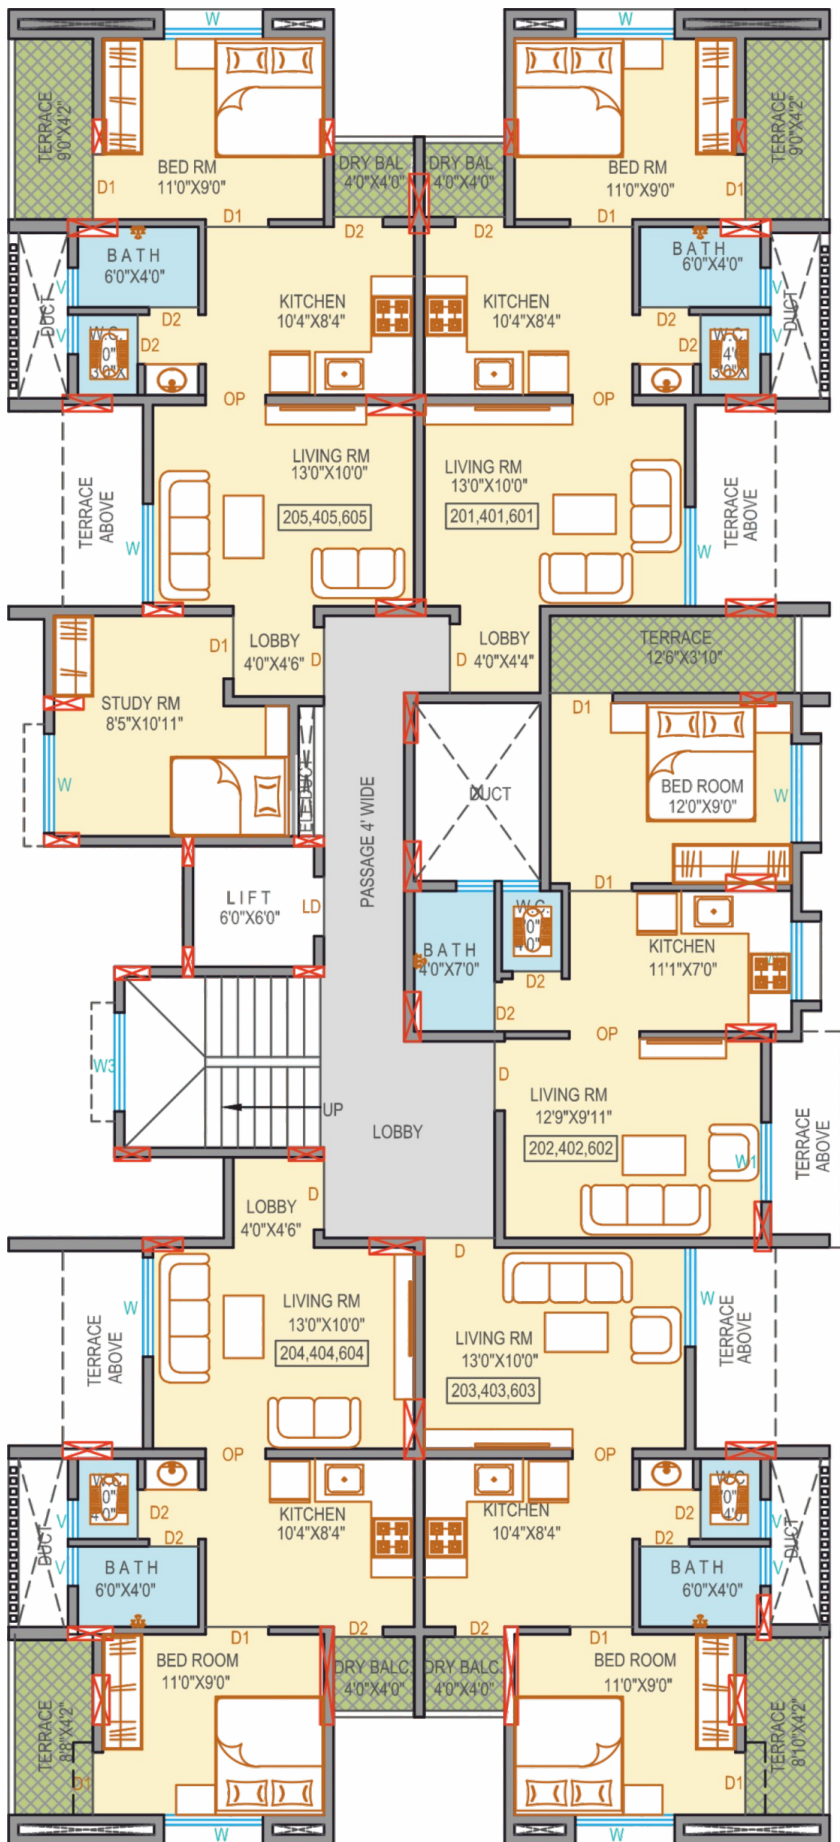 W
W
TERRACE
9'0"X4'2"
BED RM
11'0"X9'0"
D1
D1
DRY BAL
4'0"X4'0"
DRY BAL
4'0"X4'0"
BED RM
11'0"X9'0"
D1
D1
TERRACE
9'0"X4'2"
D2
D2
BATH
6'0"X4'0"
V
DUCT
W.C.
V
D2
D2
KITCHEN
10'4"X8'4"
KITCHEN
10'4"X8'4"
BATH
6'0"X4'0"
V
DUCT
W.C.
V
D2
D2
OP
OP
TERRACE
ABOVE
W
LIVING RM
13'0"X10'0"
205,405,605
LIVING RM
13'0"X10'0"
201,401,601
W
TERRACE
ABOVE
D1
LOBBY
4'0"X4'6"
D
D
LOBBY
4'0"X4'4"
TERRACE
12'6"X3'10"
STUDY RM
8'5"X10'11"
W
PASSAGE 4' WIDE
DUCT
D1
BED ROOM
12'0"X9'0"
W
D1
LIFT
6'0"X6'0"
LD
BATH
4'0"X7'0"
W.C.
D2
D2
KITCHEN
11'1"X7'0"
OP
W3
UP
LOBBY
D
LIVING RM
12'9"X9'11"
202,402,602
W1
TERRACE
ABOVE
LOBBY
4'0"X4'6"
D
D
TERRACE
ABOVE
W
LIVING RM
13'0"X10'0"
204,404,604
LIVING RM
13'0"X10'0"
203,403,603
W
TERRACE
ABOVE
OP
OP
DUCT
V
W.C.
D2
D2
V
BATH
6'0"X4'0"
KITCHEN
10'4"X8'4"
KITCHEN
10'4"X8'4"
W.C
V
D2
D2
DUCT
V
BATH
6'0"X4'0"
D1
D2
D2
D1
TERRACE
8'8"X4'2"
D1
BED ROOM
11'0"X9'0"
DRY BALC.
4'0"X4'0"
DRY BALC.
4'0"X4'0"
BED ROOM
11'0"X9'0"
D1
TERRACE
8'10"X4'2"
W
W